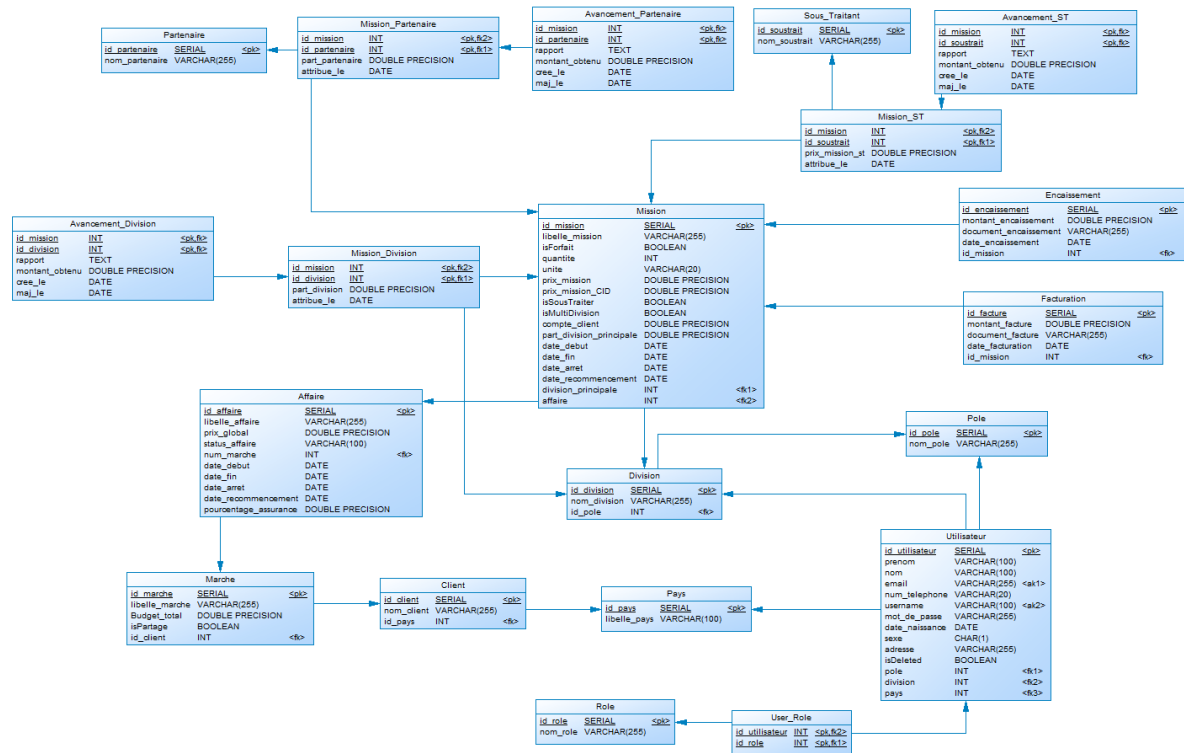 Partenaire
id_partenaire SERIAL <pk>
nom_partenaire VARCHAR(255)
Mission_Partenaire
id_mission INT <pk,fk2>
id_partenaire INT <pk,fk1>
part_partenaire DOUBLE PRECISION
attribue_le DATE
Avancement_Partenaire
id_mission INT <pk,fk>
id_partenaire INT <pk,fk>
rapport TEXT
montant_obtenu DOUBLE PRECISION
cree_le DATE
maj_le DATE
Sous_Traitant
id_soustrait SERIAL <pk>
nom_soustrait VARCHAR(255)
Avancement_ST
id_mission INT <pk,fk>
id_soustrait INT <pk,fk>
rapport TEXT
montant_obtenu DOUBLE PRECISION
cree_le DATE
maj_le DATE
Mission_ST
id_mission INT <pk,fk2>
id_soustrait INT <pk,fk1>
prix_mission_st DOUBLE PRECISION
attribue_le DATE
Avancement_Division
id_mission INT <pk,fk>
id_division INT <pk,fk>
rapport TEXT
montant_obtenu DOUBLE PRECISION
cree_le DATE
maj_le DATE
Mission_Division
id_mission INT <pk,fk2>
id_division INT <pk,fk1>
part_division DOUBLE PRECISION
attribue_le DATE
Mission
id_mission SERIAL <pk>
libelle_mission VARCHAR(255)
isForfait BOOLEAN
quantite INT
unite VARCHAR(20)
prix_mission DOUBLE PRECISION
prix_mission_CID DOUBLE PRECISION
isSousTraiter BOOLEAN
isMultiDivision BOOLEAN
compte_client DOUBLE PRECISION
part_division_principale DOUBLE PRECISION
date_debut DATE
date_fin DATE
date_arret DATE
date_recommencement DATE
division_principale INT <fk1>
affaire INT <fk2>
Encaissement
id_encaissement SERIAL <pk>
montant_encaissement DOUBLE PRECISION
document_encaissement VARCHAR(255)
date_encaissement DATE
id_mission INT <fk>
Facturation
id_facture SERIAL <pk>
montant_facture DOUBLE PRECISION
document_facture VARCHAR(255)
date_facturation DATE
id_mission INT <fk>
Affaire
id_affaire SERIAL <pk>
libelle_affaire VARCHAR(255)
prix_global DOUBLE PRECISION
status_affaire VARCHAR(100)
num_marche INT <fk>
date_debut DATE
date_fin DATE
date_arret DATE
date_recommencement DATE
pourcentage_assurance DOUBLE PRECISION
Pole
id_pole SERIAL <pk>
nom_pole VARCHAR(255)
Division
id_division SERIAL <pk>
nom_division VARCHAR(255)
id_pole INT <fk>
Utilisateur
id_utilisateur SERIAL <pk>
prenom VARCHAR(100)
nom VARCHAR(100)
email VARCHAR(255) <ak1>
num_telephone VARCHAR(20)
username VARCHAR(100) <ak2>
mot_de_passe VARCHAR(255)
date_naissance DATE
sexe CHAR(1)
adresse VARCHAR(255)
isDeleted BOOLEAN
pole INT <fk1>
division INT <fk2>
pays INT <fk3>
Marche
id_marche SERIAL <pk>
libelle_marche VARCHAR(255)
Budget_total DOUBLE PRECISION
isPartage BOOLEAN
id_client INT <fk>
Client
id_client SERIAL <pk>
nom_client VARCHAR(255)
id_pays INT <fk>
Pays
id_pays SERIAL <pk>
libelle_pays VARCHAR(100)
Role
id_role SERIAL <pk>
nom_role VARCHAR(255)
User_Role
id_utilisateur INT <pk,fk2>
id_role INT <pk,fk1>